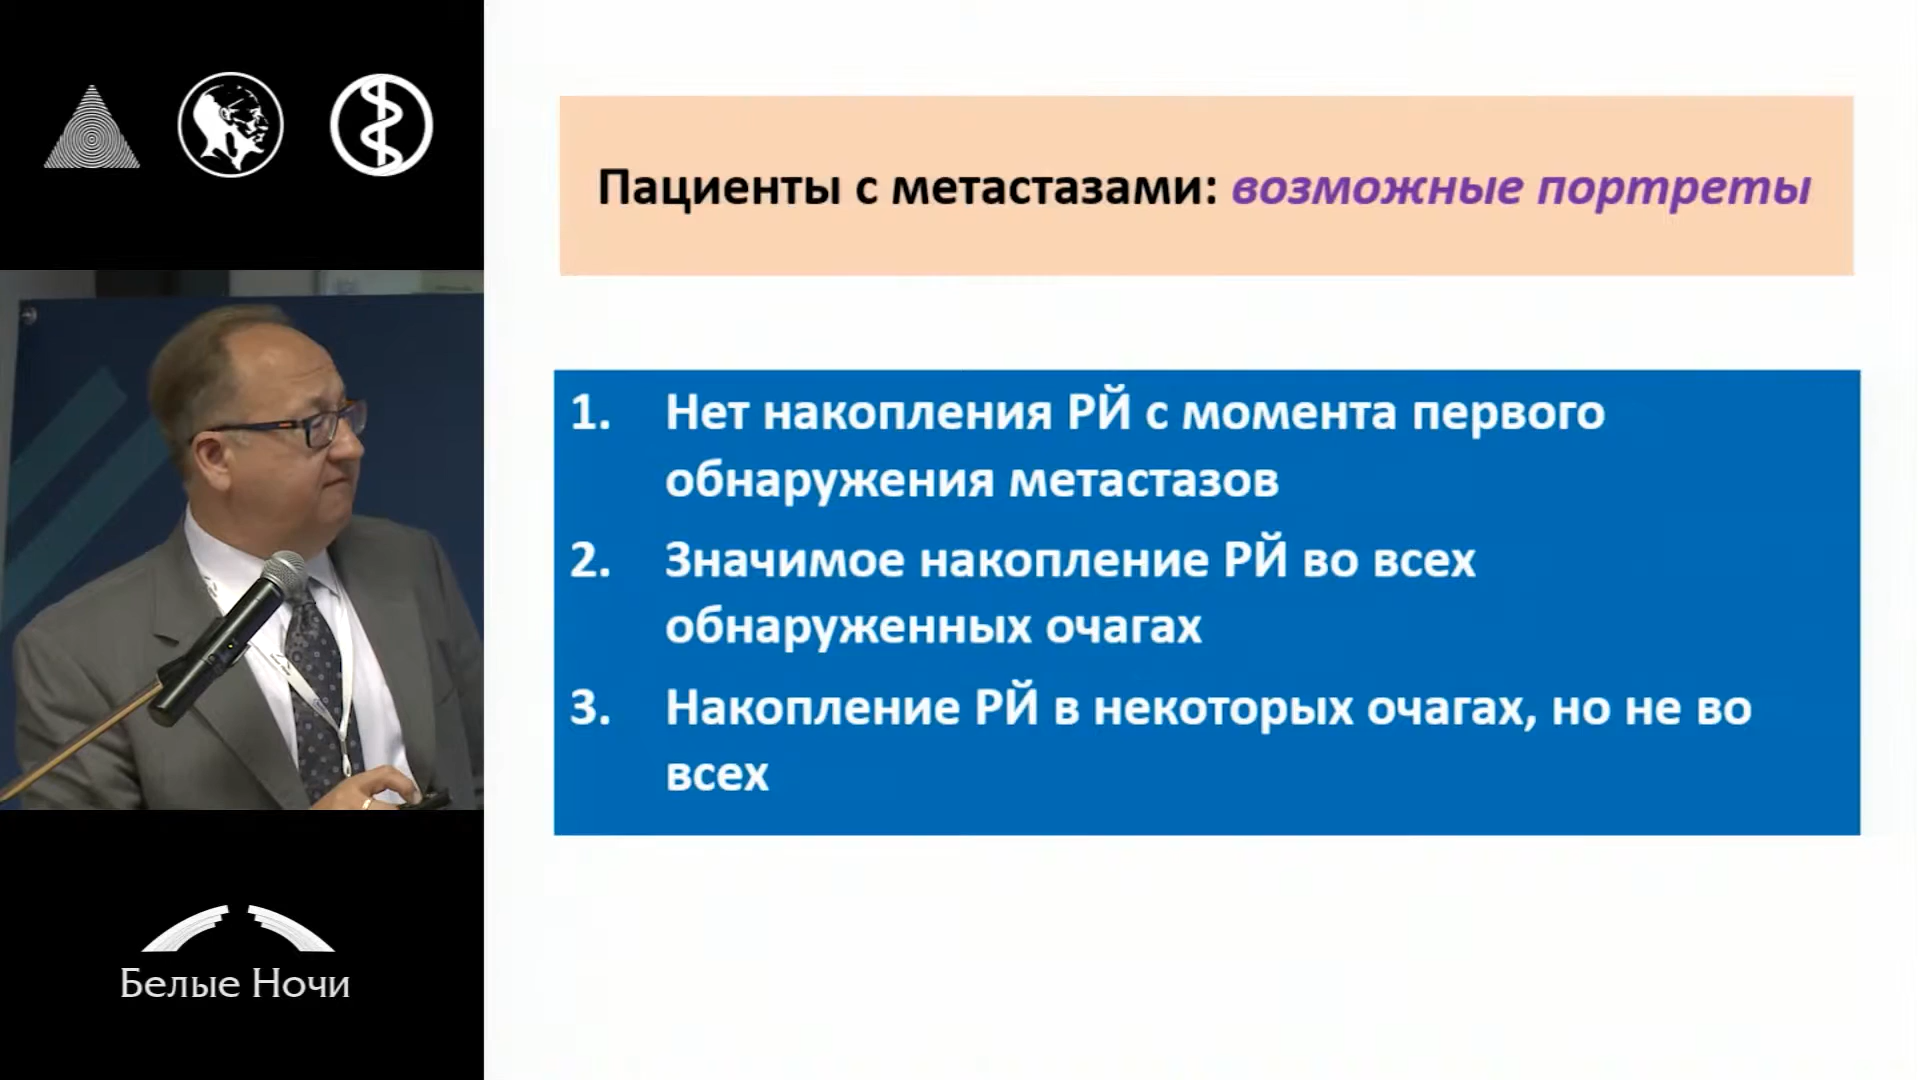 Пациенты с метастазами: возможные портреты
1. Нет накопления РЙ с момента первого
обнаружения метастазов
2. Значимое накопление РЙ во всех
обнаруженных очагах
3. Накопление РЙ в некоторых очагах, но не во
всех
Белые Ночи